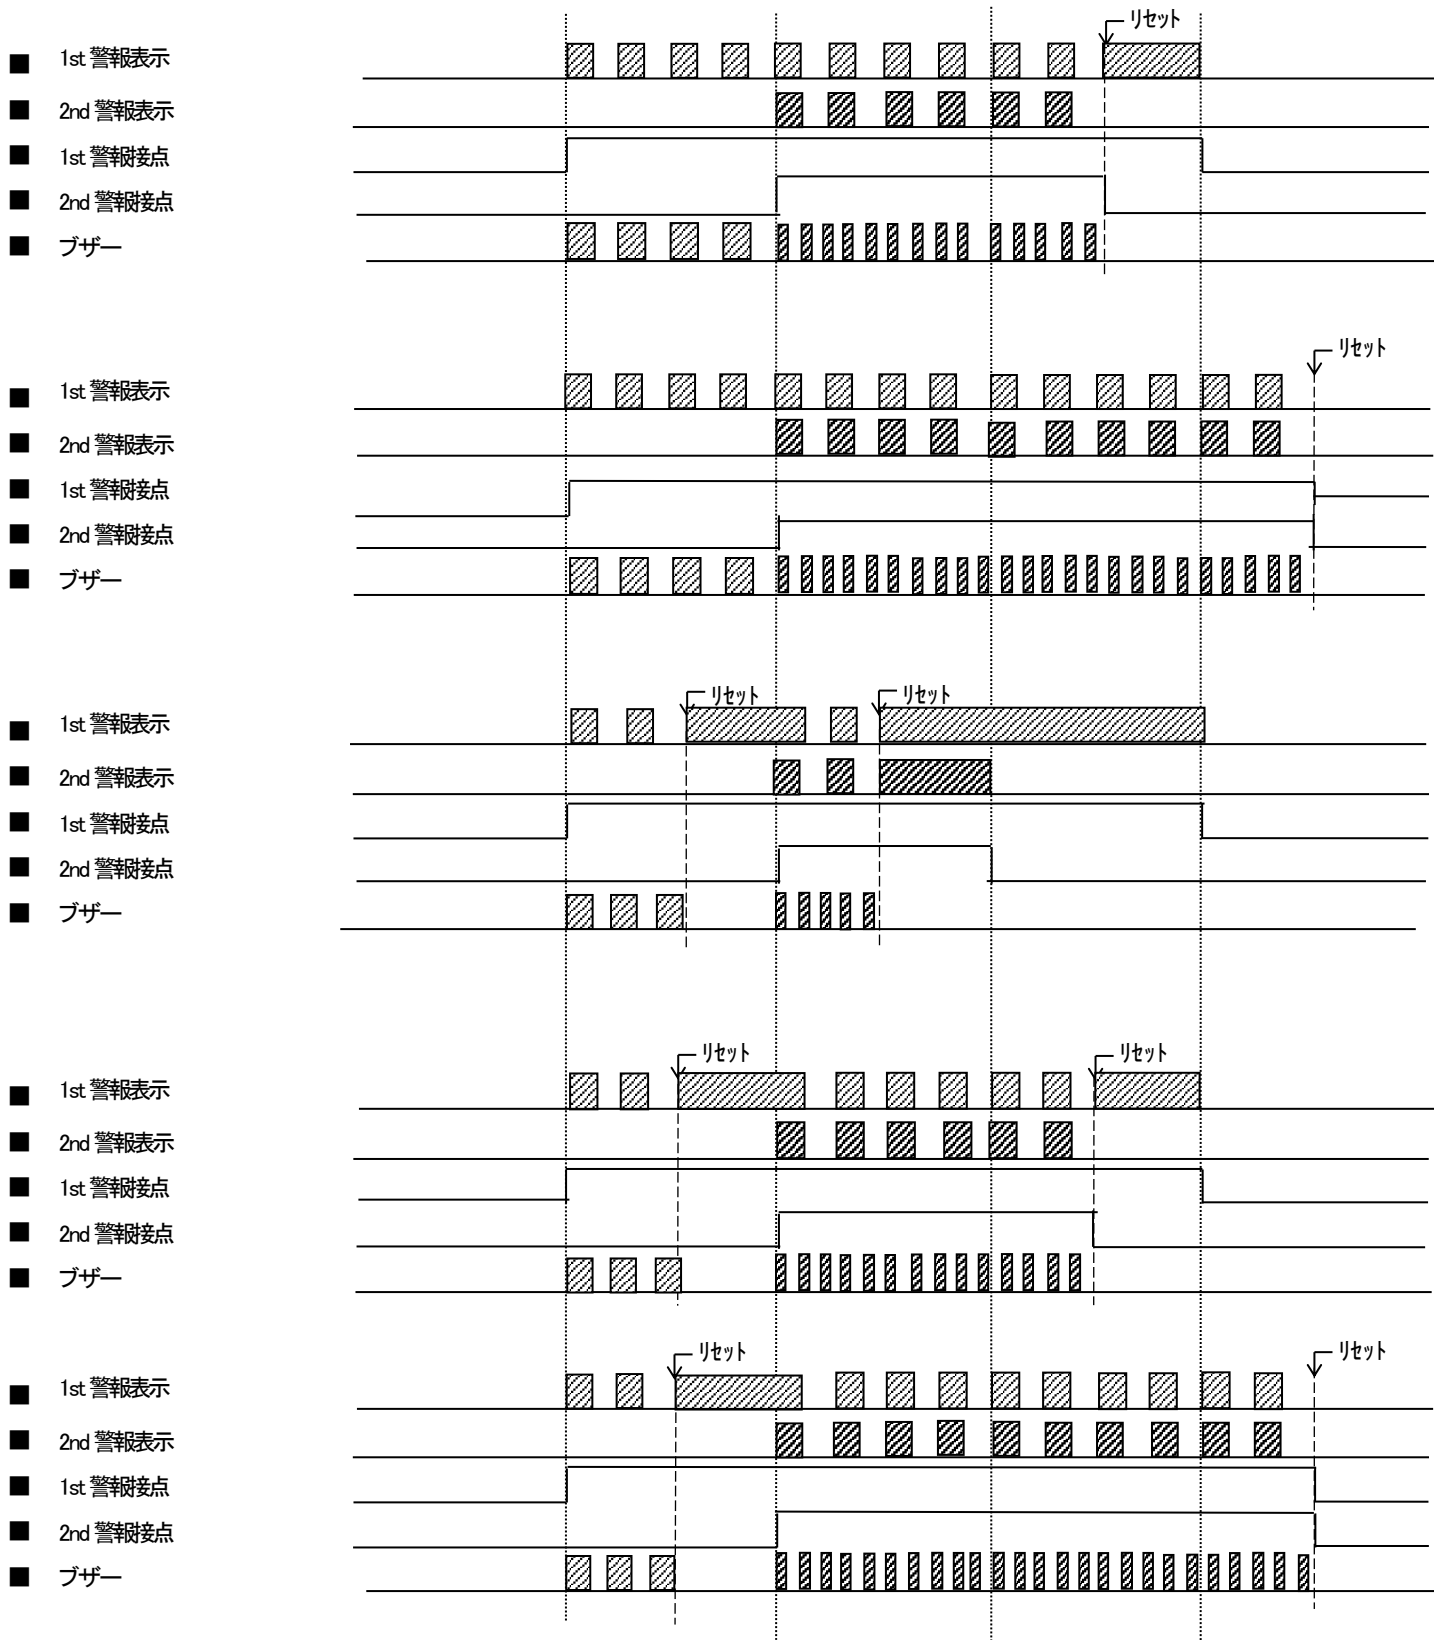 リセット
■ 1st 警報表示
■ 2nd 警報表示
■ 1st 警報接点
■ 2nd 警報接点
■ ブザー
リセット
■ 1st 警報表示
■ 2nd 警報表示
■ 1st 警報接点
■ 2nd 警報接点
■ ブザー
リセット リセット
■ 1st 警報表示
■ 2nd 警報表示
■ 1st 警報接点
■ 2nd 警報接点
■ ブザー
リセット リセット
■ 1st 警報表示
■ 2nd 警報表示
■ 1st 警報接点
■ 2nd 警報接点
■ ブザー
リセット リセット
■ 1st 警報表示
■ 2nd 警報表示
■ 1st 警報接点
■ 2nd 警報接点
■ ブザー